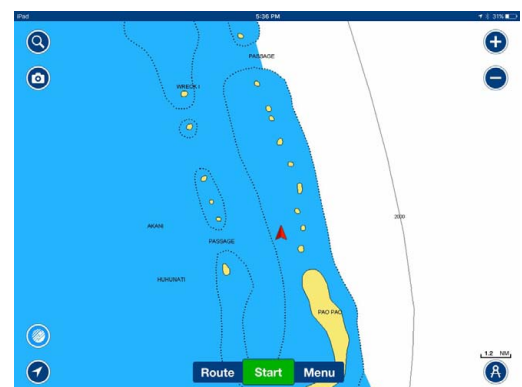 iPad
5:36 PM
31%
PASSAGE
WRECK I
2000
AKANI
PASSAGE
HUHUNATI
PAO PAO
1.2 NM
Route
Start
Menu